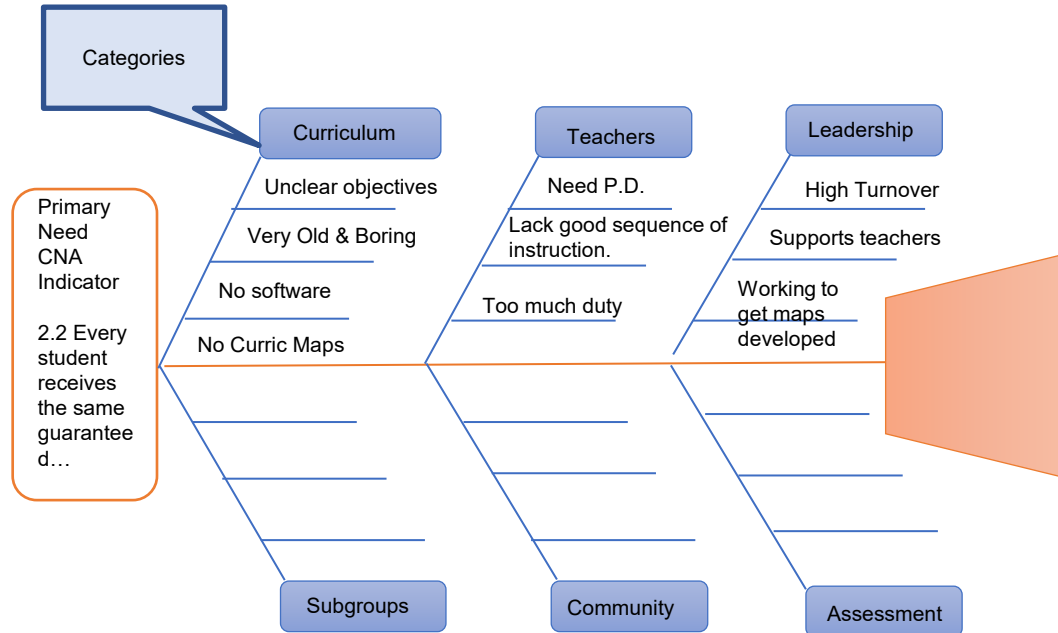 Categories
Curriculum
Teachers
Leadership
Unclear objectives
Very Old & Boring
No software
No Curric Maps
Need P.D.
Lack good sequence of
instruction.
Too much duty
High Turnover
Supports teachers
Working to
get maps
developed
Primary
Need
CNA
Indicator
2.2 Every
student
receives
the same
guarantee
d…
Subgroups
Community
Assessment